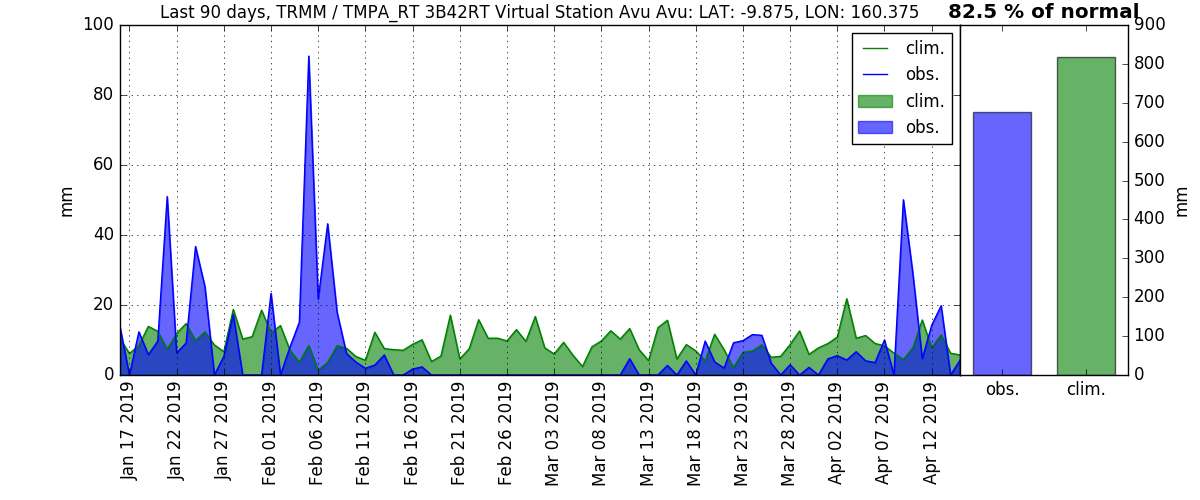 Last 90 days, TRMM / TMPA_RT 3B42RT Virtual Station Avu Avu: LAT: -9.875, LON: 160.375
82.5 % of normal
100
80
60
40
20
0
mm
clim.
obs.
clim.
obs.
900
800
700
600
500
400
300
200
100
0
mm
Jan 17 2019
Jan 22 2019
Jan 27 2019
Feb 01 2019
Feb 06 2019
Feb 11 2019
Feb 16 2019
Feb 21 2019
Feb 26 2019
Mar 03 2019
Mar 08 2019
Mar 13 2019
Mar 18 2019
Mar 23 2019
Mar 28 2019
Apr 02 2019
Apr 07 2019
Apr 12 2019
obs.
clim.